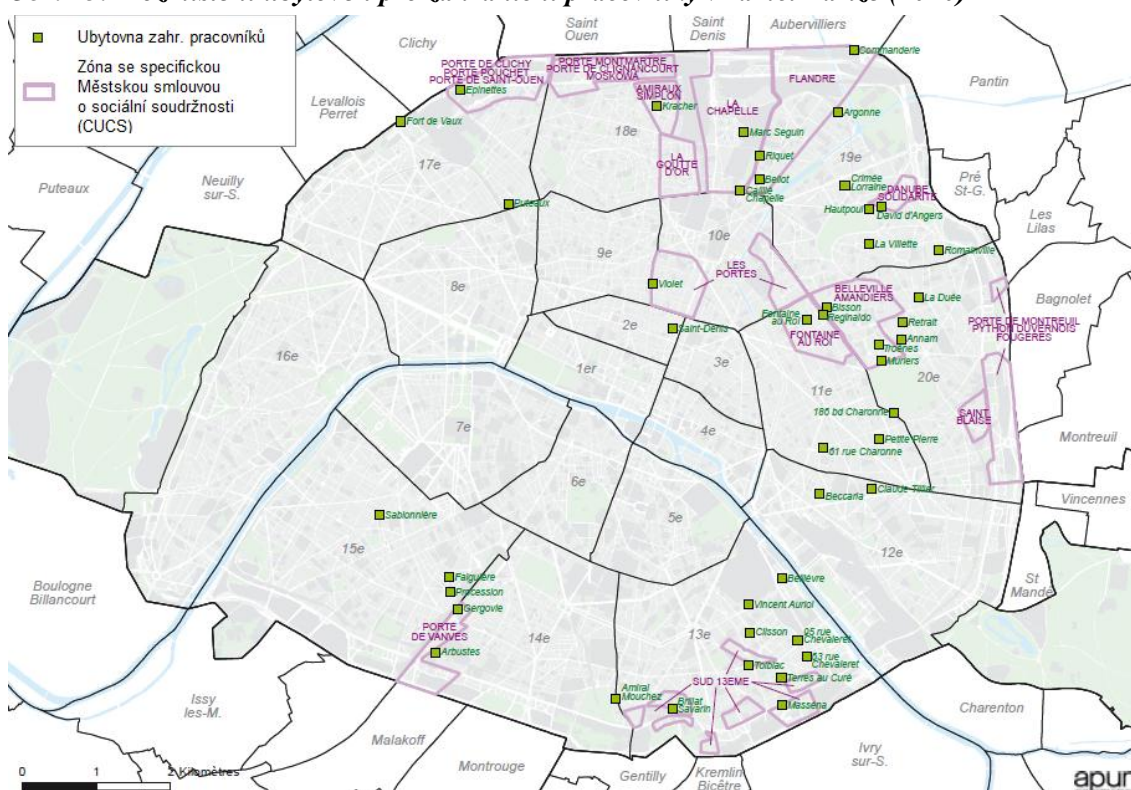 Ubytovna zahr. pracovníků
Zóna se specifickou
Městskou smlouvou
o sociální soudržnosti
(CUCS)
Clichy
Saint
Ouen
Saint
Denis
Aubervilliers
Pantin
Levallois
Perret
Neuilly
sur-S.
Puteaux
Pré
St-G.
Les
Lilas
Bagnolet
Montreuil
Vincennes
St
Mandé
Charenton
Ivry
sur-S.
Kremlin
Bicêtre
Gentilly
Montrouge
Malakoff
Issy
les-M.
Boulogne
Billancourt
PORTE DE CLICHY
PORTE POUCHET
PORTE DE SAINT-OUEN
PORTE MONTMARTRE
PORTE DE CLIGNANCOURT
MOSKOWA
AMIRAUX
SIMPLON
LA
CHAPELLE
FLANDRE
LA
GOUTTE
D'OR
DANUBE
SOLIDARITE
LES
PORTES
BELLEVILLE
AMANDIERS
FONTAINE
AU ROI
PORTE DE MONTREUIL
PYTHON DUVERNOIS
FOUGERES
SAINT
BLAISE
PORTE
DE VANVES
SUD 13EME
1er
2e
3e
4e
5e
6e
7e
8e
9e
10e
11e
12e
13e
14e
15e
16e
17e
18e
19e
20e
Commanderie
Epinettes
Fort de Vaux
Kracher
Argonne
Marc Seguin
Riquet
Bellot
Caillié
Chapelle
Crimée
Lorraine
Hautpoul
David d'Angers
Puteaux
La Villette
Romainville
Violet
Saint-Denis
La Duée
Bisson
Reginaldo
Fontaine
au Roi
Retrait
Annam
Troènes
Mûriers
186 bd Charonne
Petite Pierre
61 rue Charonne
Beccaria
Claude Tillier
Sablonnière
Falguière
Procession
Gergovie
Arbustes
Bellièvre
Vincent Auriol
Clisson
95 rue
Chevaleret
53 rue
Chevaleret
Tolbiac
Terres au Curé
Masséna
Amiral
Mouchez
Brillat
Savarin
0 1 2 Kilomètres
apur